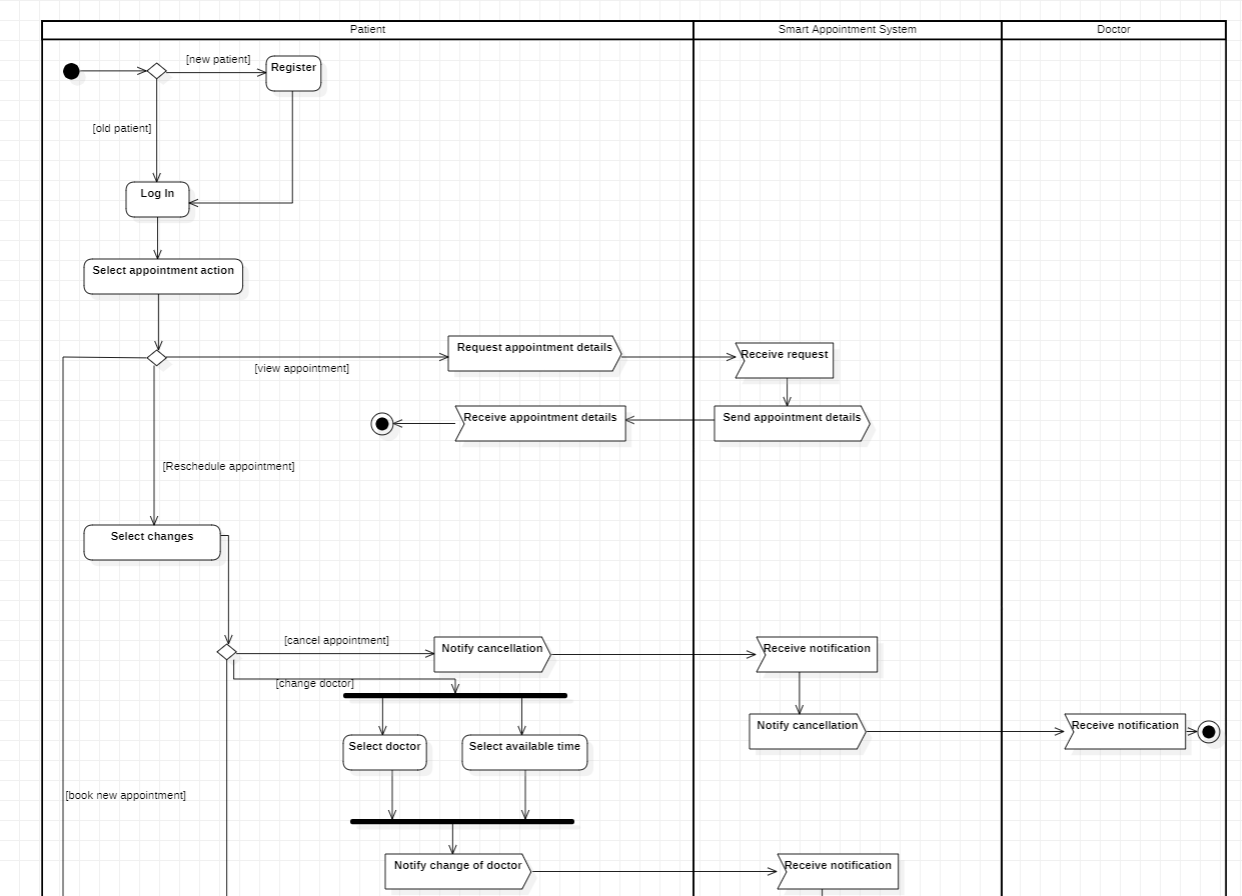 Patient
Smart Appointment System
Doctor
[new patient]
Register
[old patient]
Log In
Select appointment action
Request appointment details
Receive request
[view appointment]
Receive appointment details
Send appointment details
[Reschedule appointment]
Select changes
[cancel appointment]
Notify cancellation
Receive notification
[change doctor]
Notify cancellation
Receive notification
Select doctor
Select available time
[book new appointment]
Notify change of doctor
Receive notification